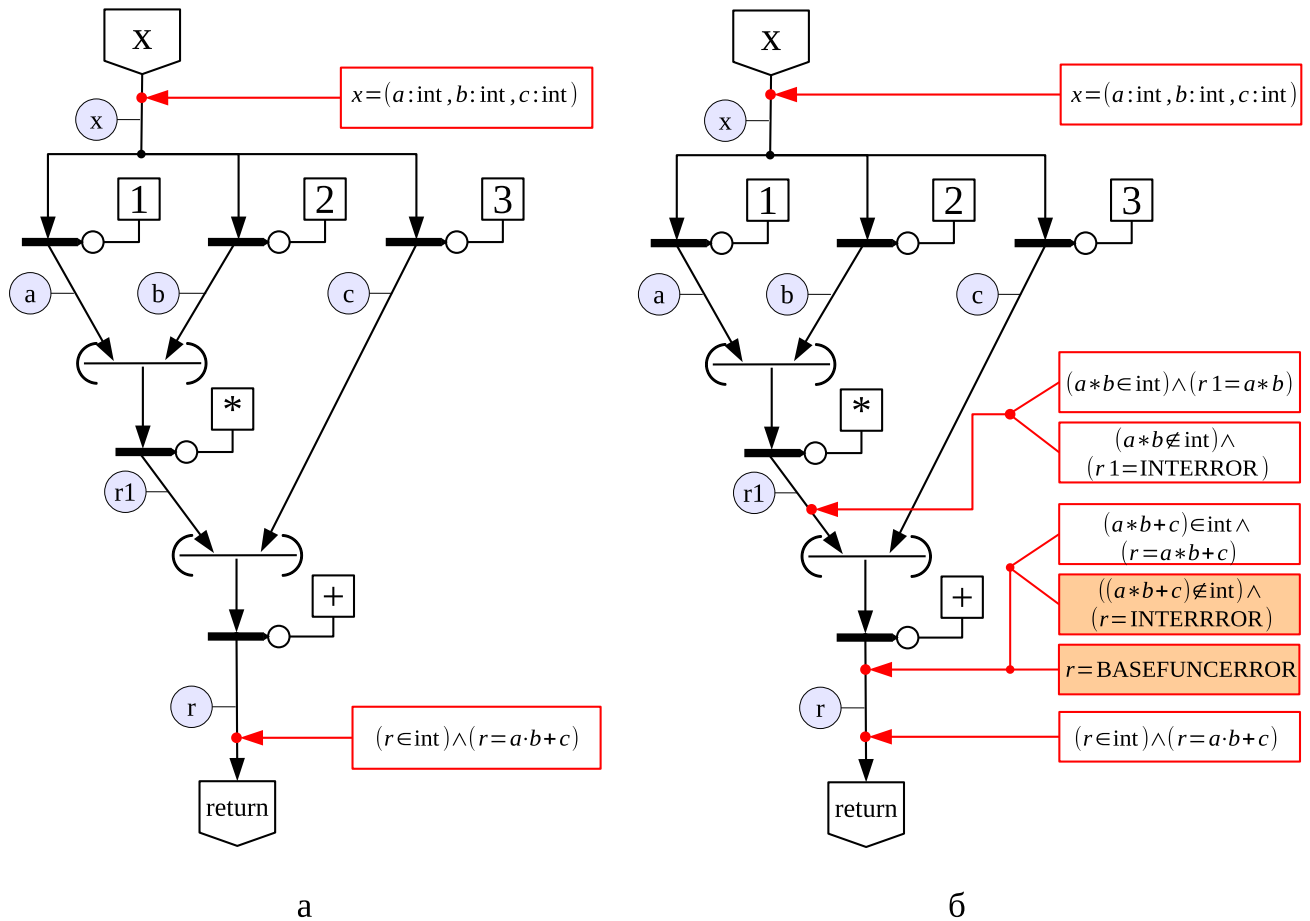 x
x=(a:int,b:int,c:int)
x
1
2
3
a
b
c
*
r1
+
r
(r∈int)∧(r=a·b+c)
return
а
x
x=(a:int,b:int,c:int)
x
1
2
3
a
b
c
(a∗b∈int)∧(r1=a∗b)
*
(a∗b∉int)∧
(r1=INTERROR)
r1
(a∗b+c)∈int∧
(r=a∗b+c)
+
((a∗b+c)∉int)∧
(r=INTERRROR)
r=BASEFUNCERROR
r
(r∈int)∧(r=a·b+c)
return
б